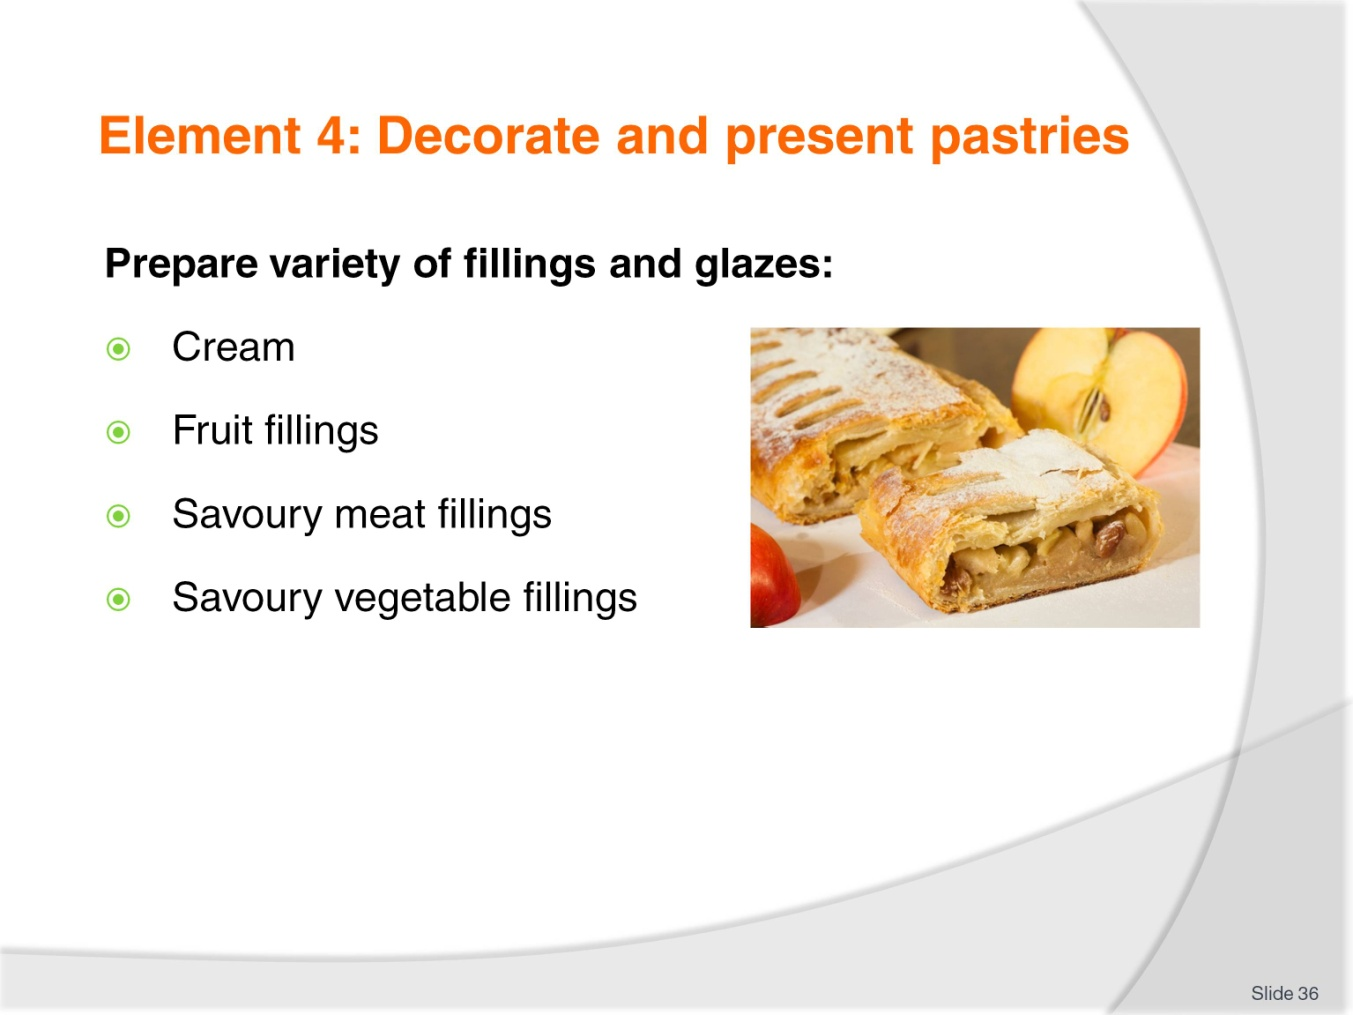 Element 4: Decorate and present pastries
Prepare variety of fillings and glazes:
Cream
Fruit fillings
Savoury meat fillings
Savoury vegetable fillings
Slide 36